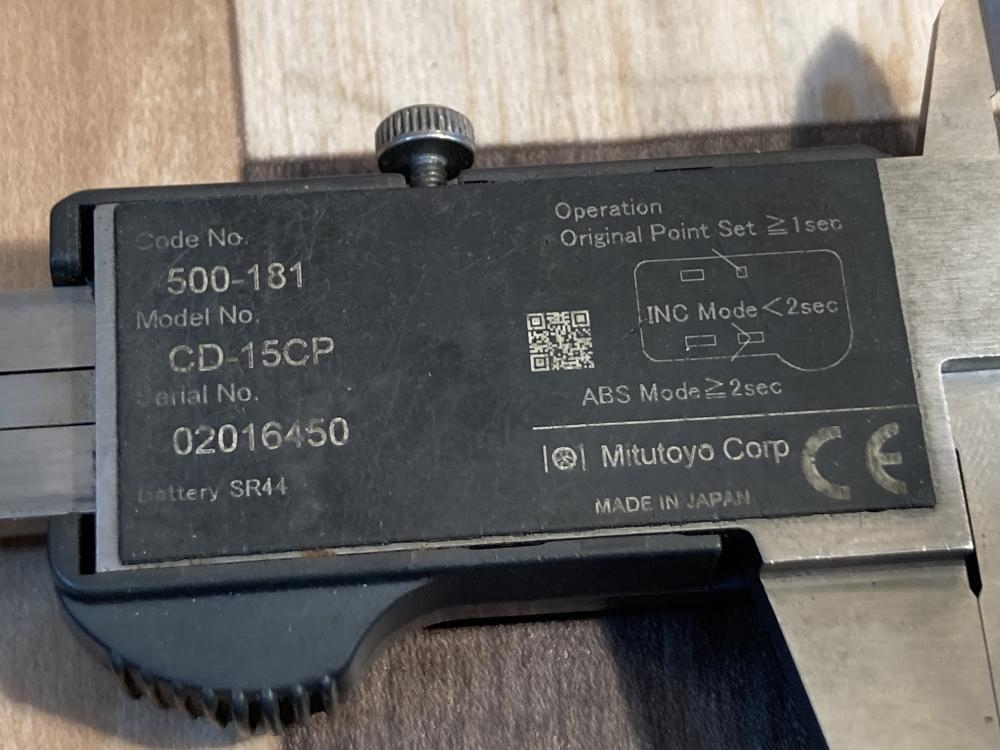 Code No.
500-181
Model No.
CD-15CP
Serial No.
02016450
Battery SR44
Operation
Original Point Set ≧1sec
INC Mode<2sec
ABS Mode≧2sec
Mitutoyo Corp CE
MADE IN JAPAN